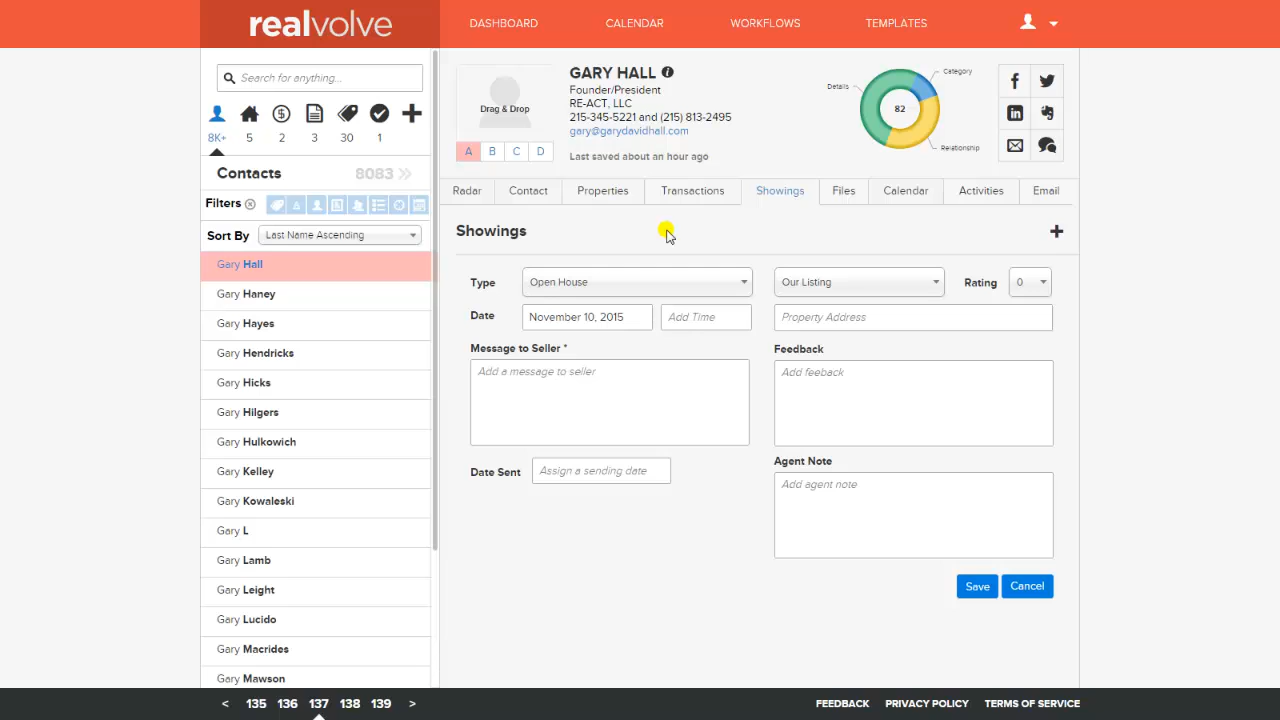 realvolve
DASHBOARD CALENDAR WORKFLOWS TEMPLATES
Search for anything...
8K+ 5 2 3 30 1
Contacts 8083
Filters
Sort By Last Name Ascending
Gary Hall
Gary Haney
Gary Hayes
Gary Hendricks
Gary Hicks
Gary Hilgers
Gary Hulkowich
Gary Kelley
Gary Kowaleski
Gary L
Gary Lamb
Gary Leight
Gary Lucido
Gary Macrides
Gary Mawson
Drag & Drop
A B C D
GARY HALL
Founder/President
RE-ACT, LLC
215-345-5221 and (215) 813-2495
gary@garydavidhall.com
Last saved about an hour ago
Details
Category
82
Relationship
Radar Contact Properties Transactions Showings Files Calendar Activities Email
Showings
Type Open House Our Listing Rating 0
Date November 10, 2015 Add Time Property Address
Message to Seller * Feedback
Add a message to seller Add feeback
Date Sent Assign a sending date
Agent Note
Add agent note
Save Cancel
< 135 136 137 138 139 >
FEEDBACK PRIVACY POLICY TERMS OF SERVICE